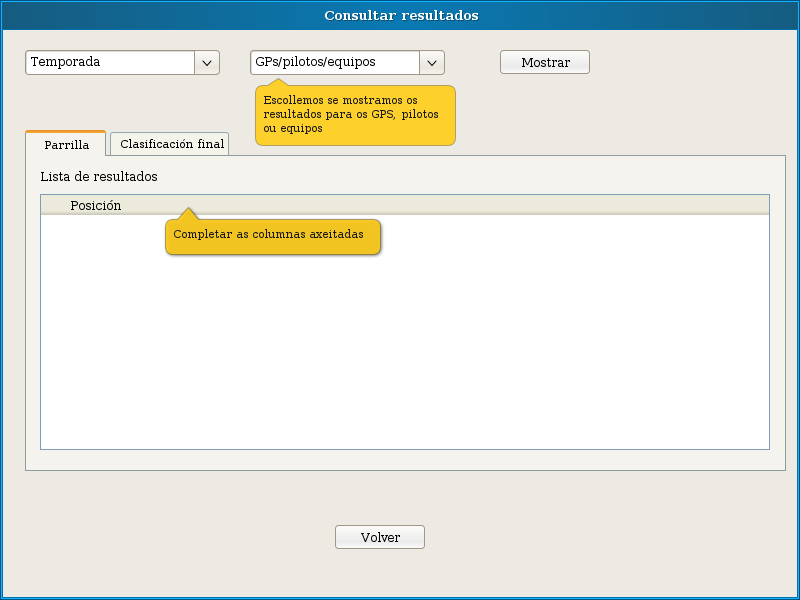 Consultar resultados
Temporada
GPs/pilotos/equipos
Mostrar
Escollemos se mostramos os
resultados para os GPS, pilotos
ou equipos
Parrilla
Clasificación final
Lista de resultados
Posición
Completar as columnas axeitadas
Volver